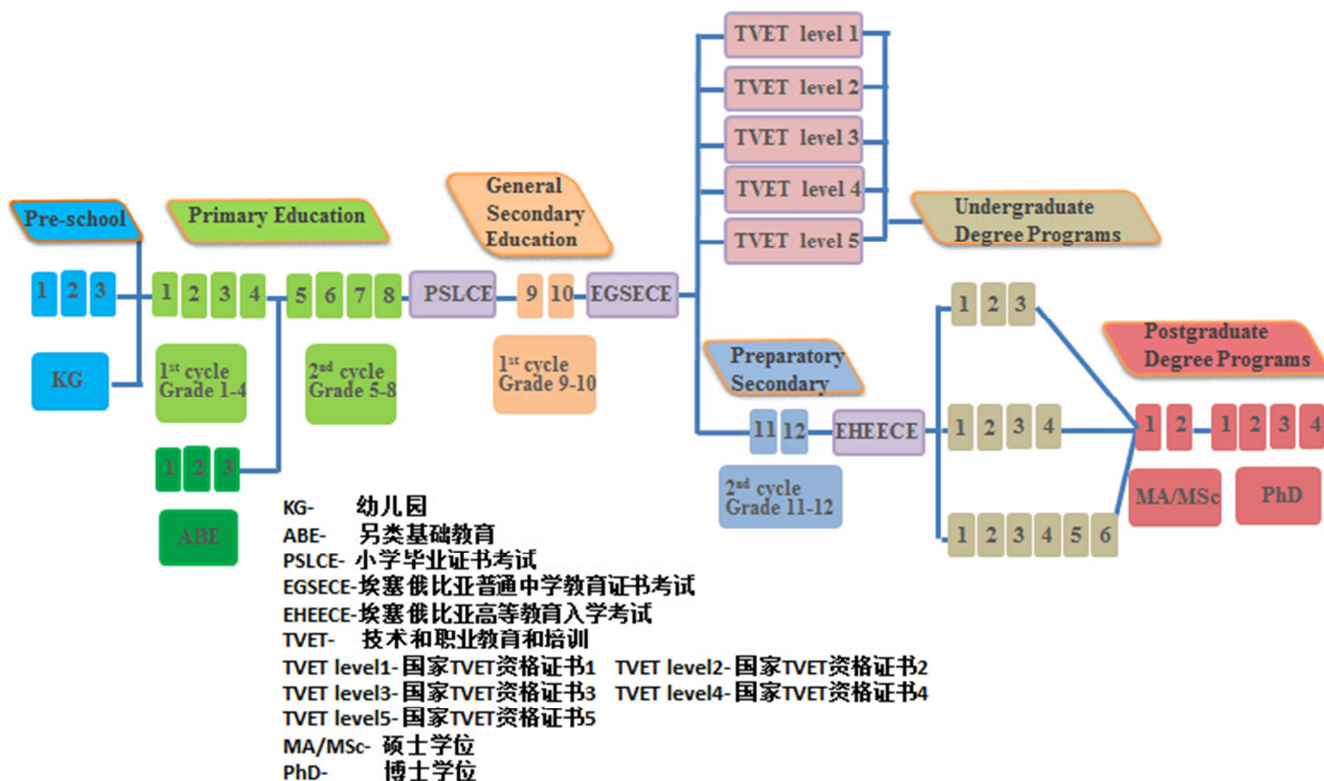 TVET level 1
TVET level 2
TVET level 3
TVET level 4
TVET level 5
Pre-school
Primary Education
General
Secondary
Education
Undergraduate
Degree Programs
1 2 3
1 2 3 4
5 6 7 8
PSLCE
9 10
EGSECE
KG
1st cycle
Grade 1-4
2nd cycle
Grade 5-8
1st cycle
Grade 9-10
1 2 3
ABE
Preparatory
Secondary
11 12
EHEECE
2nd cycle
Grade 11-12
1 2 3
1 2 3 4
1 2 3 4 5 6
Postgraduate
Degree Programs
1 2
1 2 3 4
MA/MSc
PhD
KG- 幼儿园
ABE- 另类基础教育
PSLCE- 小学毕业证书考试
EGSECE-埃塞俄比亚普通中学教育证书考试
EHEECE-埃塞俄比亚高等教育入学考试
TVET- 技术和职业教育和培训
TVET level1- 国家TVET资格证书1 TVET level2- 国家TVET资格证书2
TVET level3- 国家TVET资格证书3 TVET level4- 国家TVET资格证书4
TVET level5- 国家TVET资格证书5
MA/MSc- 硕士学位
PhD- 博士学位